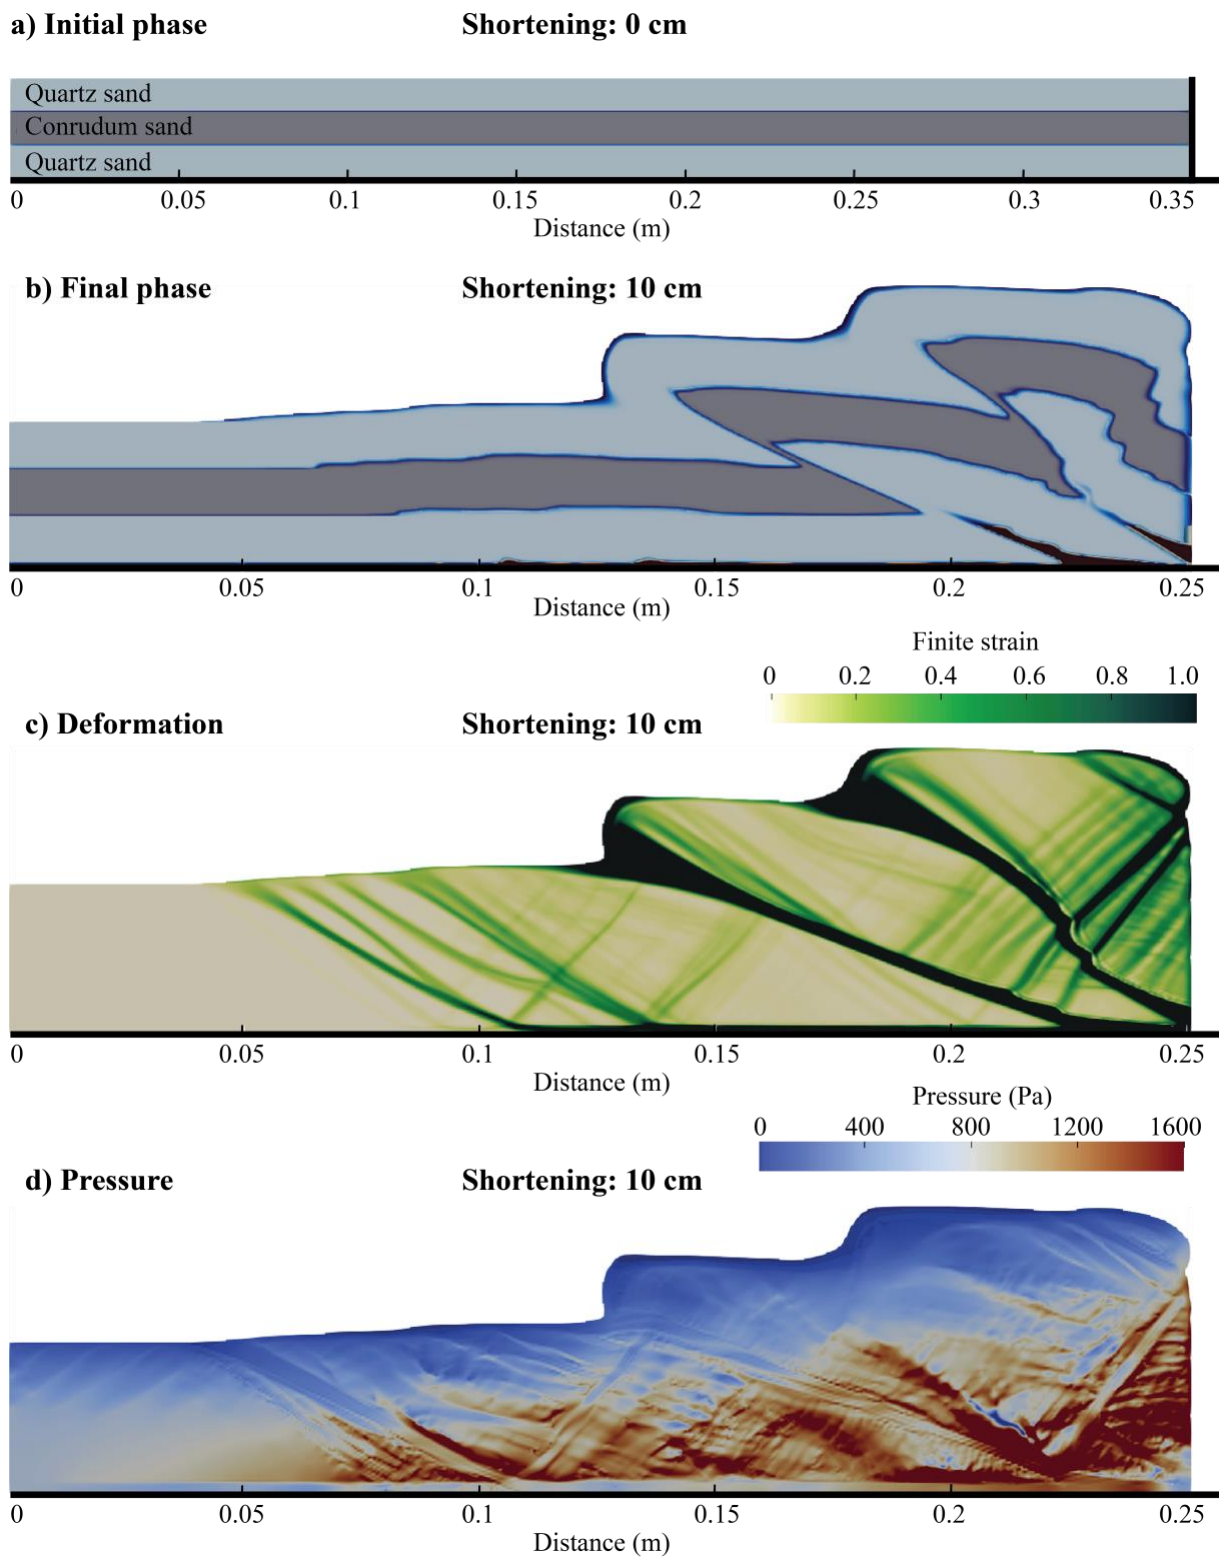 a) Initial phase Shortening: 0 cm
Quartz sand
Conrudum sand
Quartz sand
0 0.05 0.1 0.15 0.2 0.25 0.3 0.35
Distance (m)
b) Final phase Shortening: 10 cm
0 0.05 0.1 0.15 0.2 0.25
Distance (m)
Finite strain
0 0.2 0.4 0.6 0.8 1.0
c) Deformation Shortening: 10 cm
0 0.05 0.1 0.15 0.2 0.25
Distance (m)
Pressure (Pa)
0 400 800 1200 1600
d) Pressure Shortening: 10 cm
0 0.05 0.1 0.15 0.2 0.25
Distance (m)